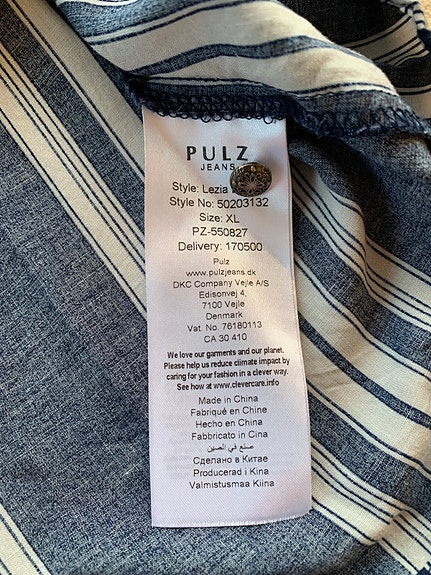 PULZ
JEANS
Style: Lezia
Style No: 50203132
Size: XL
PZ-550827
Delivery: 170500
Pulz
www.pulzjeans.dk
DKC Company Vejle A/S
Edisonvej 4,
7100 Vejle
Denmark
Vat. No. 76180113
CA 30 410
We love our garments and our planet.
Please help us reduce climate impact by
caring for your fashion in a clever way.
See how at www.clevercare.info
Made in China
Fabriqué en Chine
Hecho en China
Fabbricato in Cina
صنع في الصين
Сделано в Китае
Producerad i Kina
Valmistusmaa Kiina